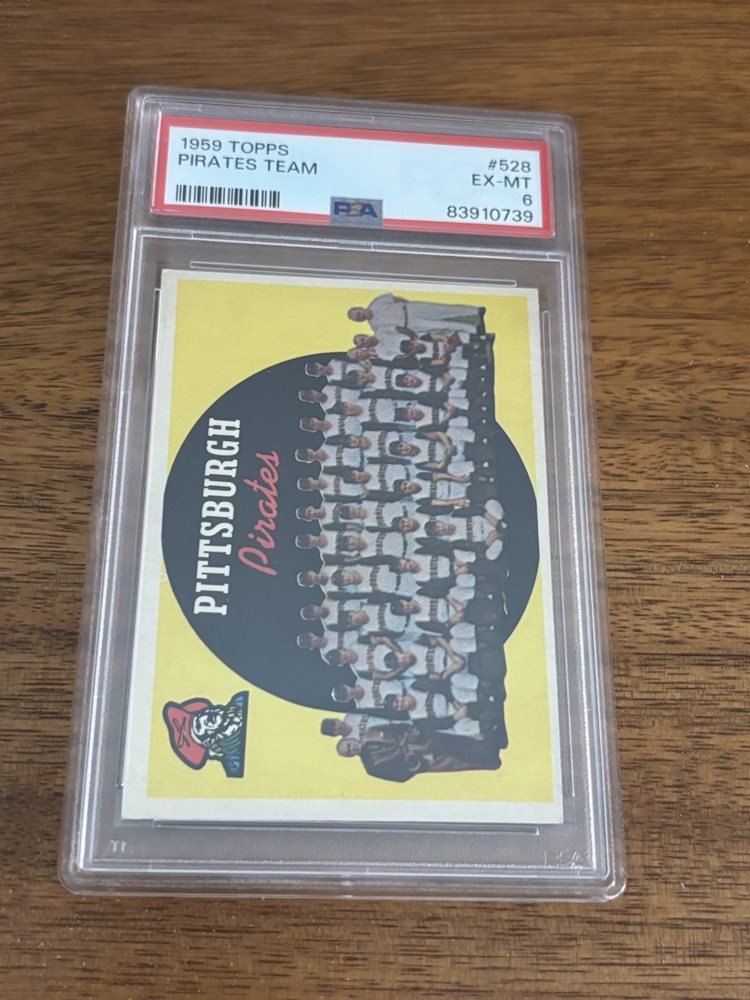 1959 TOPPS
PIRATES TEAM
#528
EX-MT
6
83910739
PSA
PITTSBURGH
Pirates